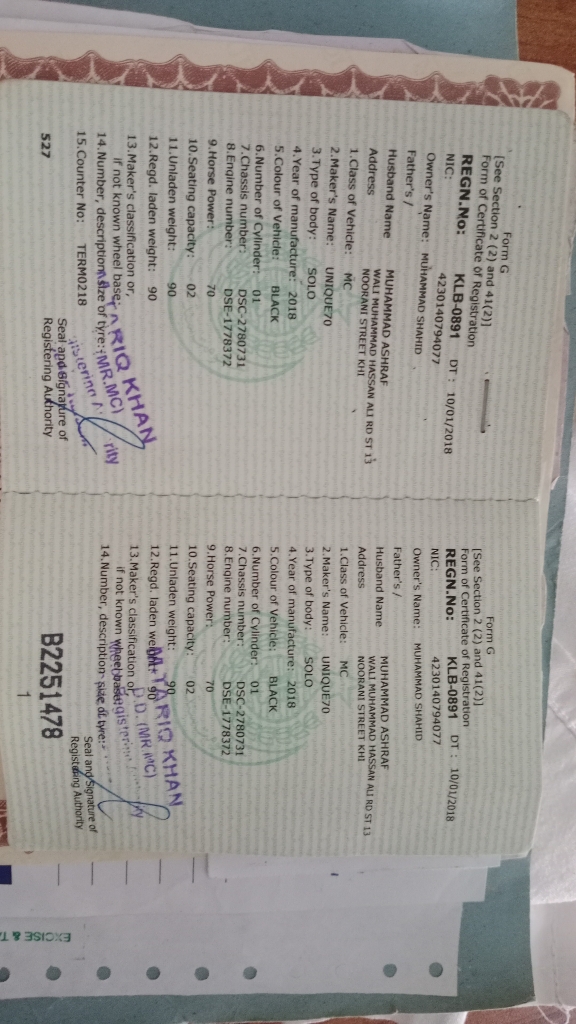 Form G
[See Section 2 (2) and 41(2)]
Form of Certificate of Registration
REGN.No: KLB-0891 DT : 10/01/2018
NIC: 4230140794077
Owner's Name: MUHAMMAD SHAHID
Father's /
Husband Name MUHAMMAD ASHRAF
Address WALI MUHAMMAD HASSAN ALI RD ST 13
NOORANI STREET KHI
1.Class of Vehicle: MC
2.Maker's Name: UNIQUE70
3.Type of body: SOLO
4.Year of manufacture: 2018
5.Colour of Vehicle: BLACK
6.Number of Cylinder: 01
7.Chassis number: DSC-2780731
8.Engine number: DSE-1778372
9.Horse Power: 70
10.Seating capacity: 02
11.Unladen weight: 90
12.Regd. laden weight: 90
13.Maker's classification or,
if not known wheel base:
14.Number, description size of tyre:
15.Counter No: TERM0218
TARIQ KHAN
(MR.MC)
Seal and Signature of
Registering Authority
527
Form G
[See Section 2 (2) and 41(2)]
Form of Certificate of Registration
REGN.No: KLB-0891 DT : 10/01/2018
NIC: 4230140794077
Owner's Name: MUHAMMAD SHAHID
Father's /
Husband Name MUHAMMAD ASHRAF
Address WALI MUHAMMAD HASSAN ALI RD ST 13
NOORANI STREET KHI
1.Class of Vehicle: MC
2.Maker's Name: UNIQUE70
3.Type of body: SOLO
4.Year of manufacture: 2018
5.Colour of Vehicle: BLACK
6.Number of Cylinder: 01
7.Chassis number: DSC-2780731
8.Engine number: DSE-1778372
9.Horse Power: 70
10.Seating capacity: 02
11.Unladen weight: 90
12.Regd. laden weight: 90
13.Maker's classification or,
if not known wheel base:
14.Number, description size of tyre:
M. TARIQ KHAN
D.D. (MR MC)
Seal and Signature of
Registering Authority
B2251478
1
EXCISE &